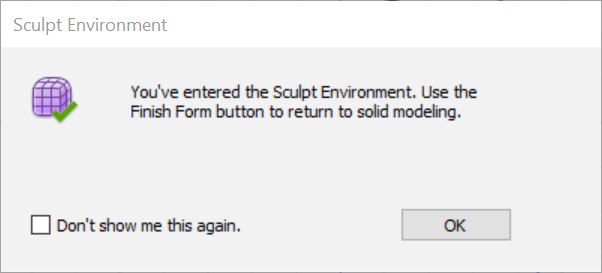 Sculpt Environment
You've entered the Sculpt Environment. Use the
Finish Form button to return to solid modeling.
Don't show me this again.
OK